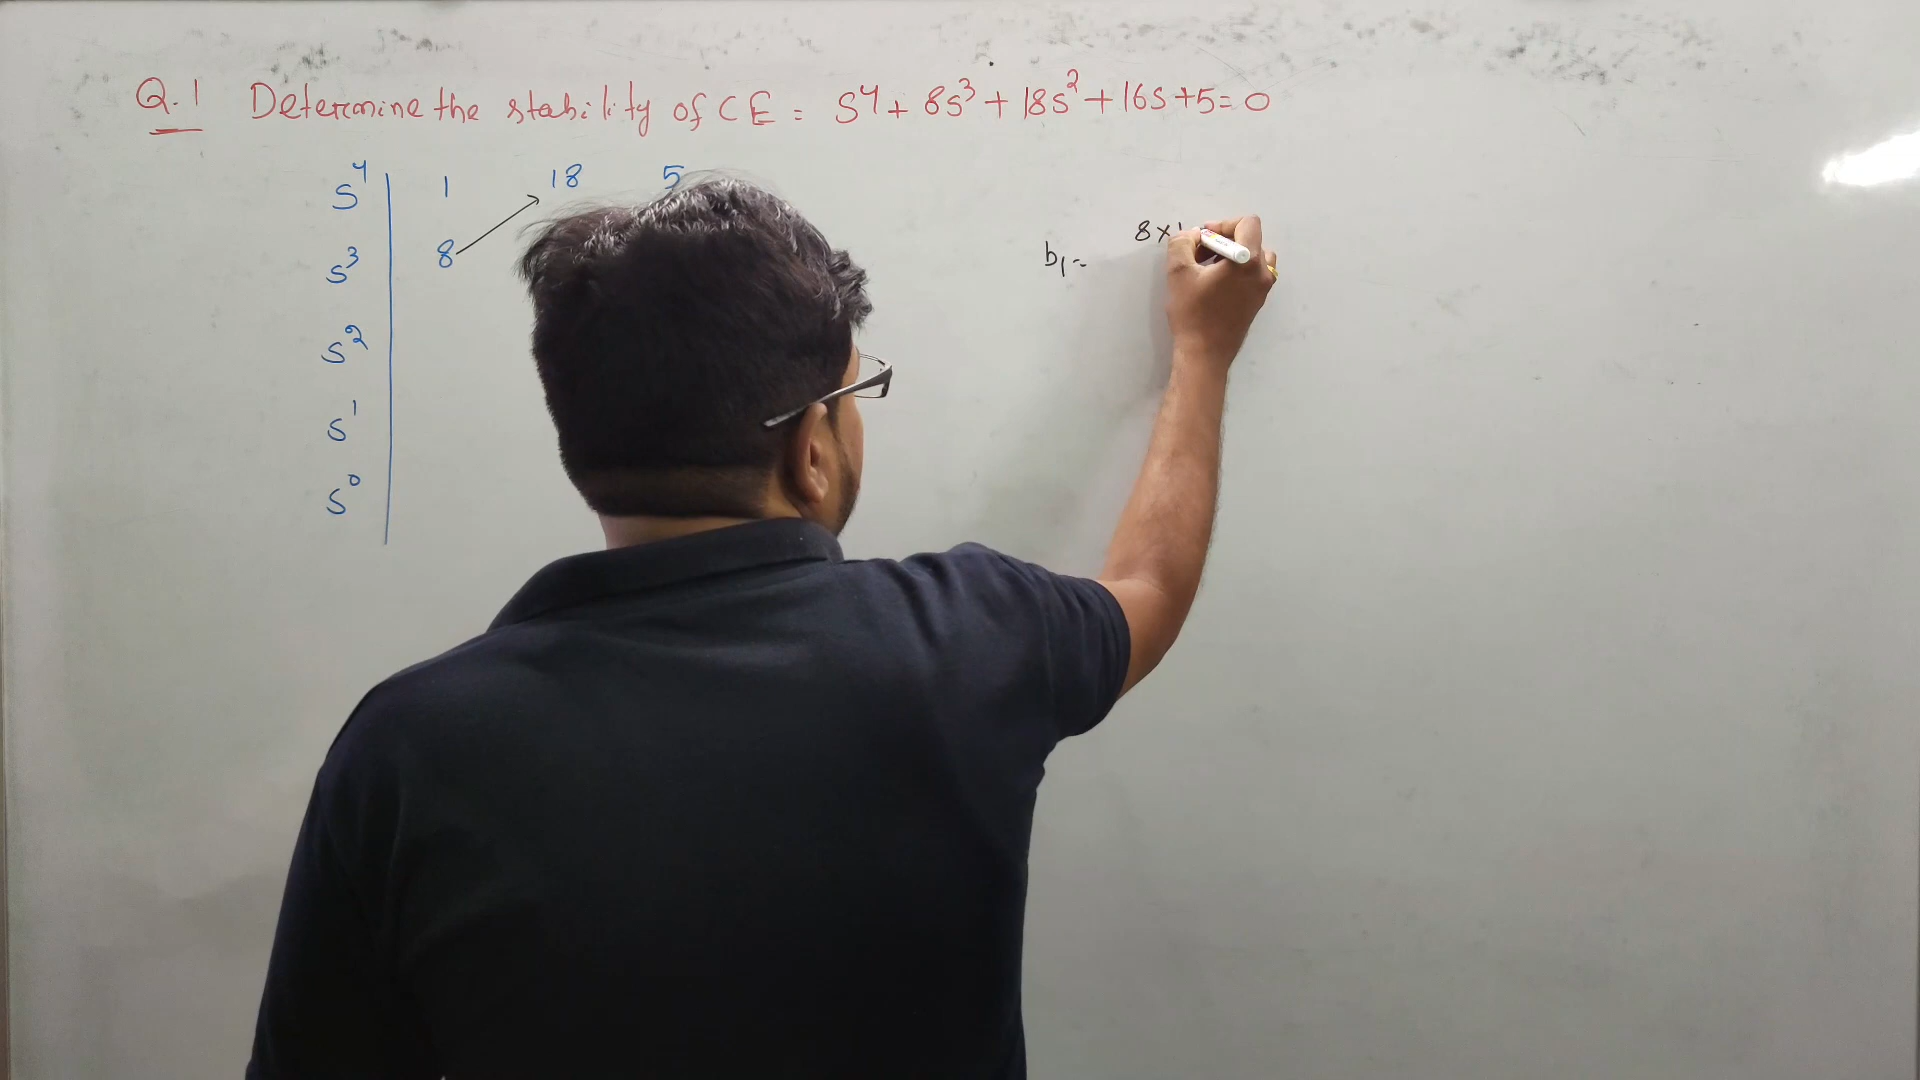 Q.1 Determine the stability of CE = S⁴ + 8s³ + 18s² + 16s + 5 = 0
S⁴ 1 18 5
S³ 8
S²
S¹
S⁰
b₁ = 8 × 1